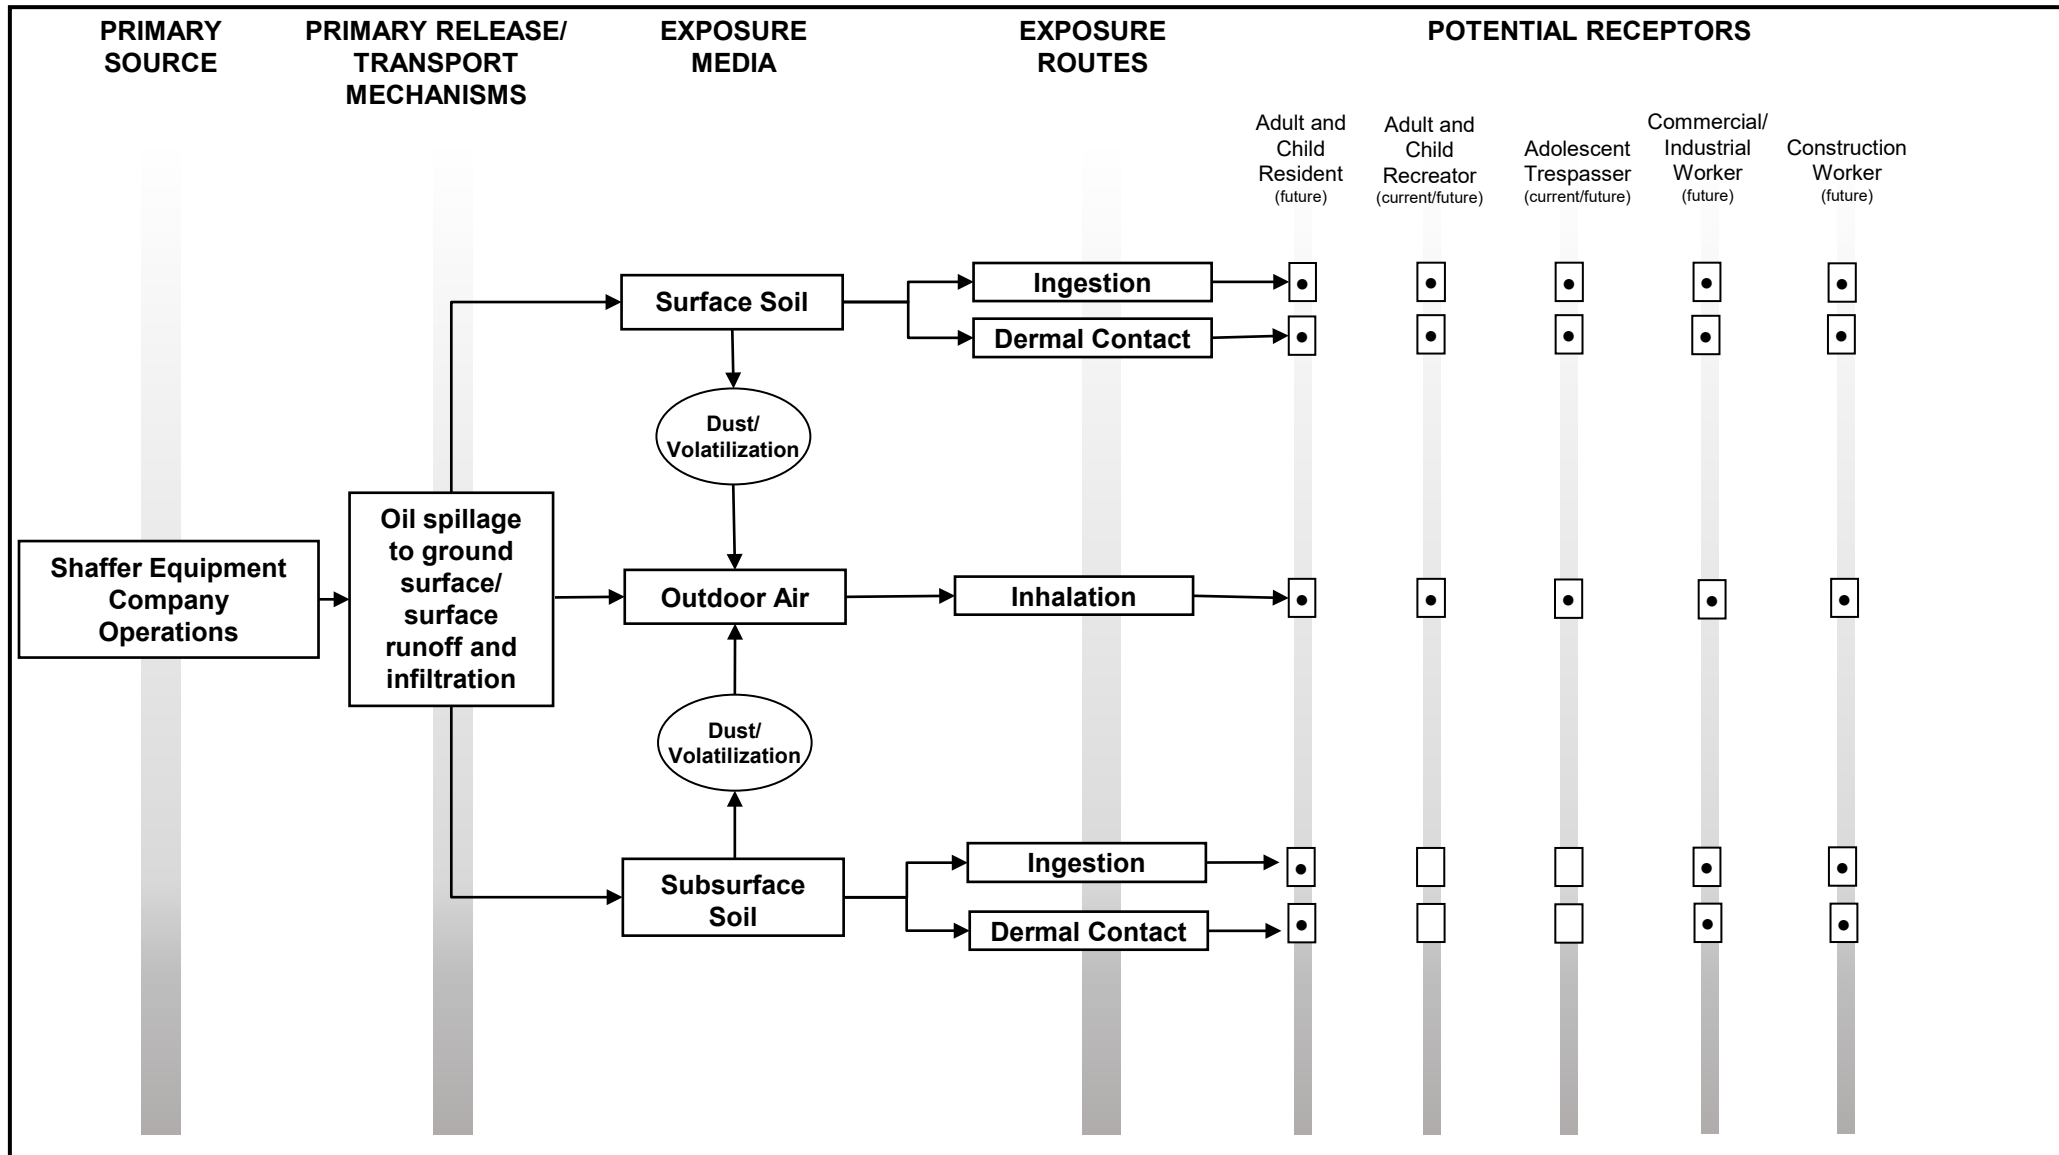 PRIMARY
SOURCE
PRIMARY RELEASE/
TRANSPORT
MECHANISMS
EXPOSURE
MEDIA
EXPOSURE
ROUTES
POTENTIAL RECEPTORS
Adult and
Child
Resident
(future)
Adult and
Child
Recreator
(current/future)
Adolescent
Trespasser
(current/future)
Commercial/
Industrial
Worker
(future)
Construction
Worker
(future)
Surface Soil
Ingestion
Dermal Contact
Dust/
Volatilization
Shaffer Equipment
Company
Operations
Oil spillage
to ground
surface/
surface
runoff and
infiltration
Outdoor Air
Inhalation
Dust/
Volatilization
Subsurface
Soil
Ingestion
Dermal Contact